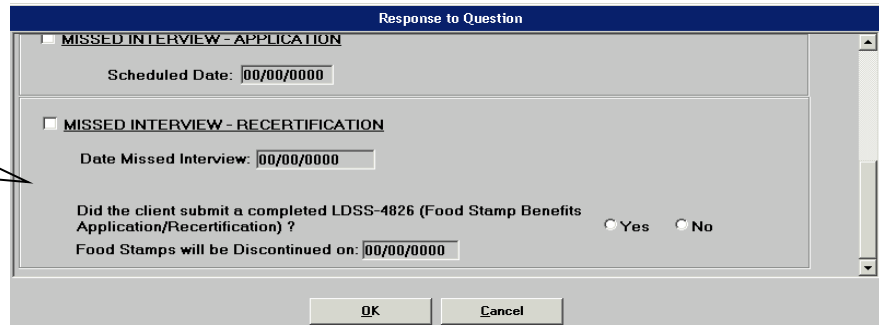 Response to Question
MISSED INTERVIEW - APPLICATION
Scheduled Date: 00/00/0000
MISSED INTERVIEW - RECERTIFICATION
Date Missed Interview: 00/00/0000
Did the client submit a completed LDSS-4826 (Food Stamp Benefits
Application/Recertification) ? Yes No
Food Stamps will be Discontinued on: 00/00/0000
OK Cancel